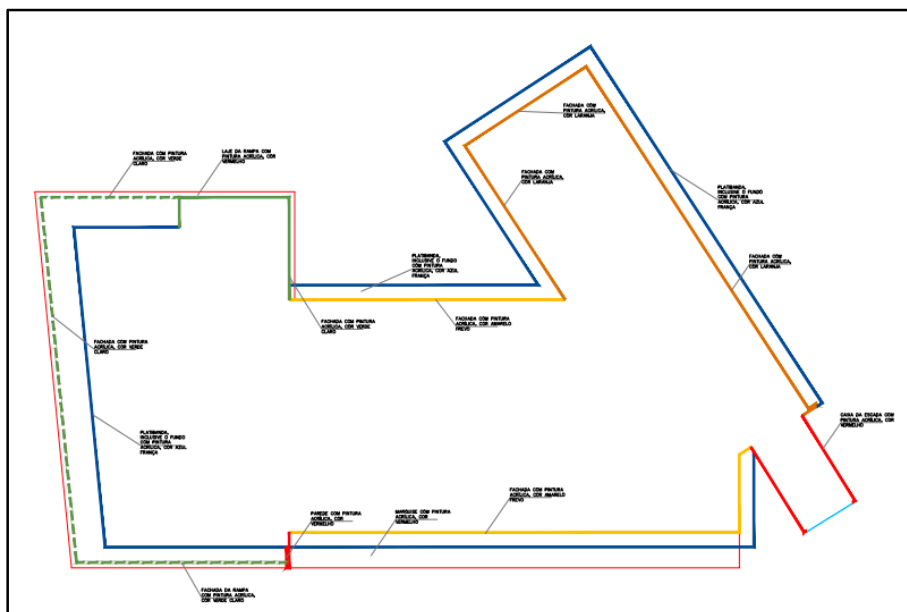 FACHADA COM
PINTURA ACRÍLICA,
COR LARANJA
FACHADA COM PINTURA
ACRÍLICA, COR VERDE
CLARO
LAJE DA RAMPA COM
PINTURA ACRÍLICA, COR
VERMELHO
FACHADA COM
PINTURA ACRÍLICA,
COR LARANJA
PLATIBANDA,
INCLUSIVE O FUNDO
COM PINTURA
ACRÍLICA, COR AZUL
FRANÇA
PLATIBANDA,
INCLUSIVE O FUNDO
COM PINTURA
ACRÍLICA, COR AZUL
FRANÇA
FACHADA COM
PINTURA ACRÍLICA,
COR LARANJA
FACHADA COM PINTURA
ACRÍLICA, COR VERDE
CLARO
FACHADA COM PINTURA
ACRÍLICA, COR VERDE
CLARO
FACHADA COM PINTURA
ACRÍLICA, COR AMARELO
FREVO
CAIXA DA ESCADA COM
PINTURA ACRÍLICA, COR
VERMELHO
PLATIBANDA,
INCLUSIVE O FUNDO
COM PINTURA
ACRÍLICA, COR AZUL
FRANÇA
FACHADA COM PINTURA
ACRÍLICA, COR AMARELO
FREVO
PAREDE COM PINTURA
ACRÍLICA, COR
VERMELHO
MARQUISE COM PINTURA
ACRÍLICA, COR
VERMELHO
FACHADA DA RAMPA
COM PINTURA ACRÍLICA,
COR VERDE CLARO